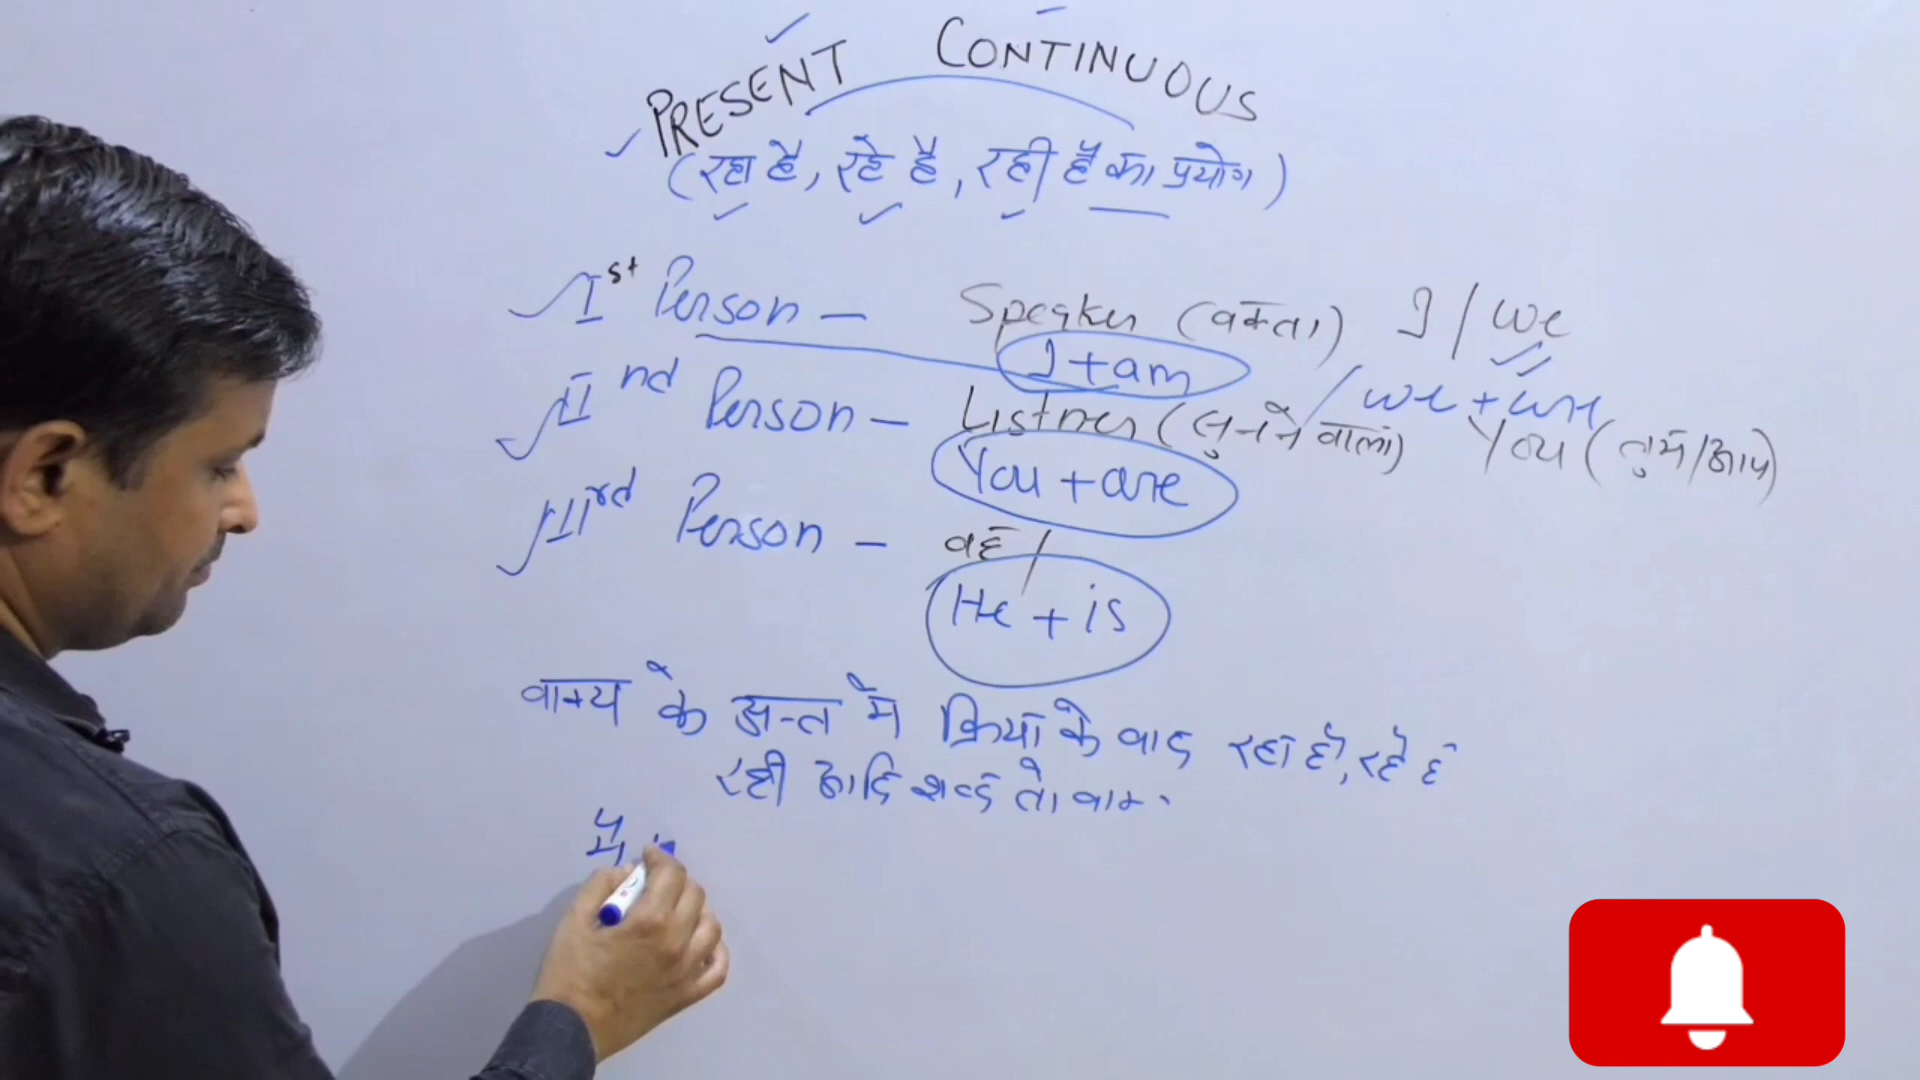 PRESENT CONTINUOUS
(रहा है, रहे है, रही है का प्रयोग)
Ist Person – Speaker (वक्ता) I / we
I + am / we + are
IInd Person – Listner (सुनने वाला) You (तुम/आप)
You + are
IIIrd Person – वह /
He + is
वाक्य के अन्त में क्रिया के बाद रहा हो, रहे
रही आदि शब्द तो वाक